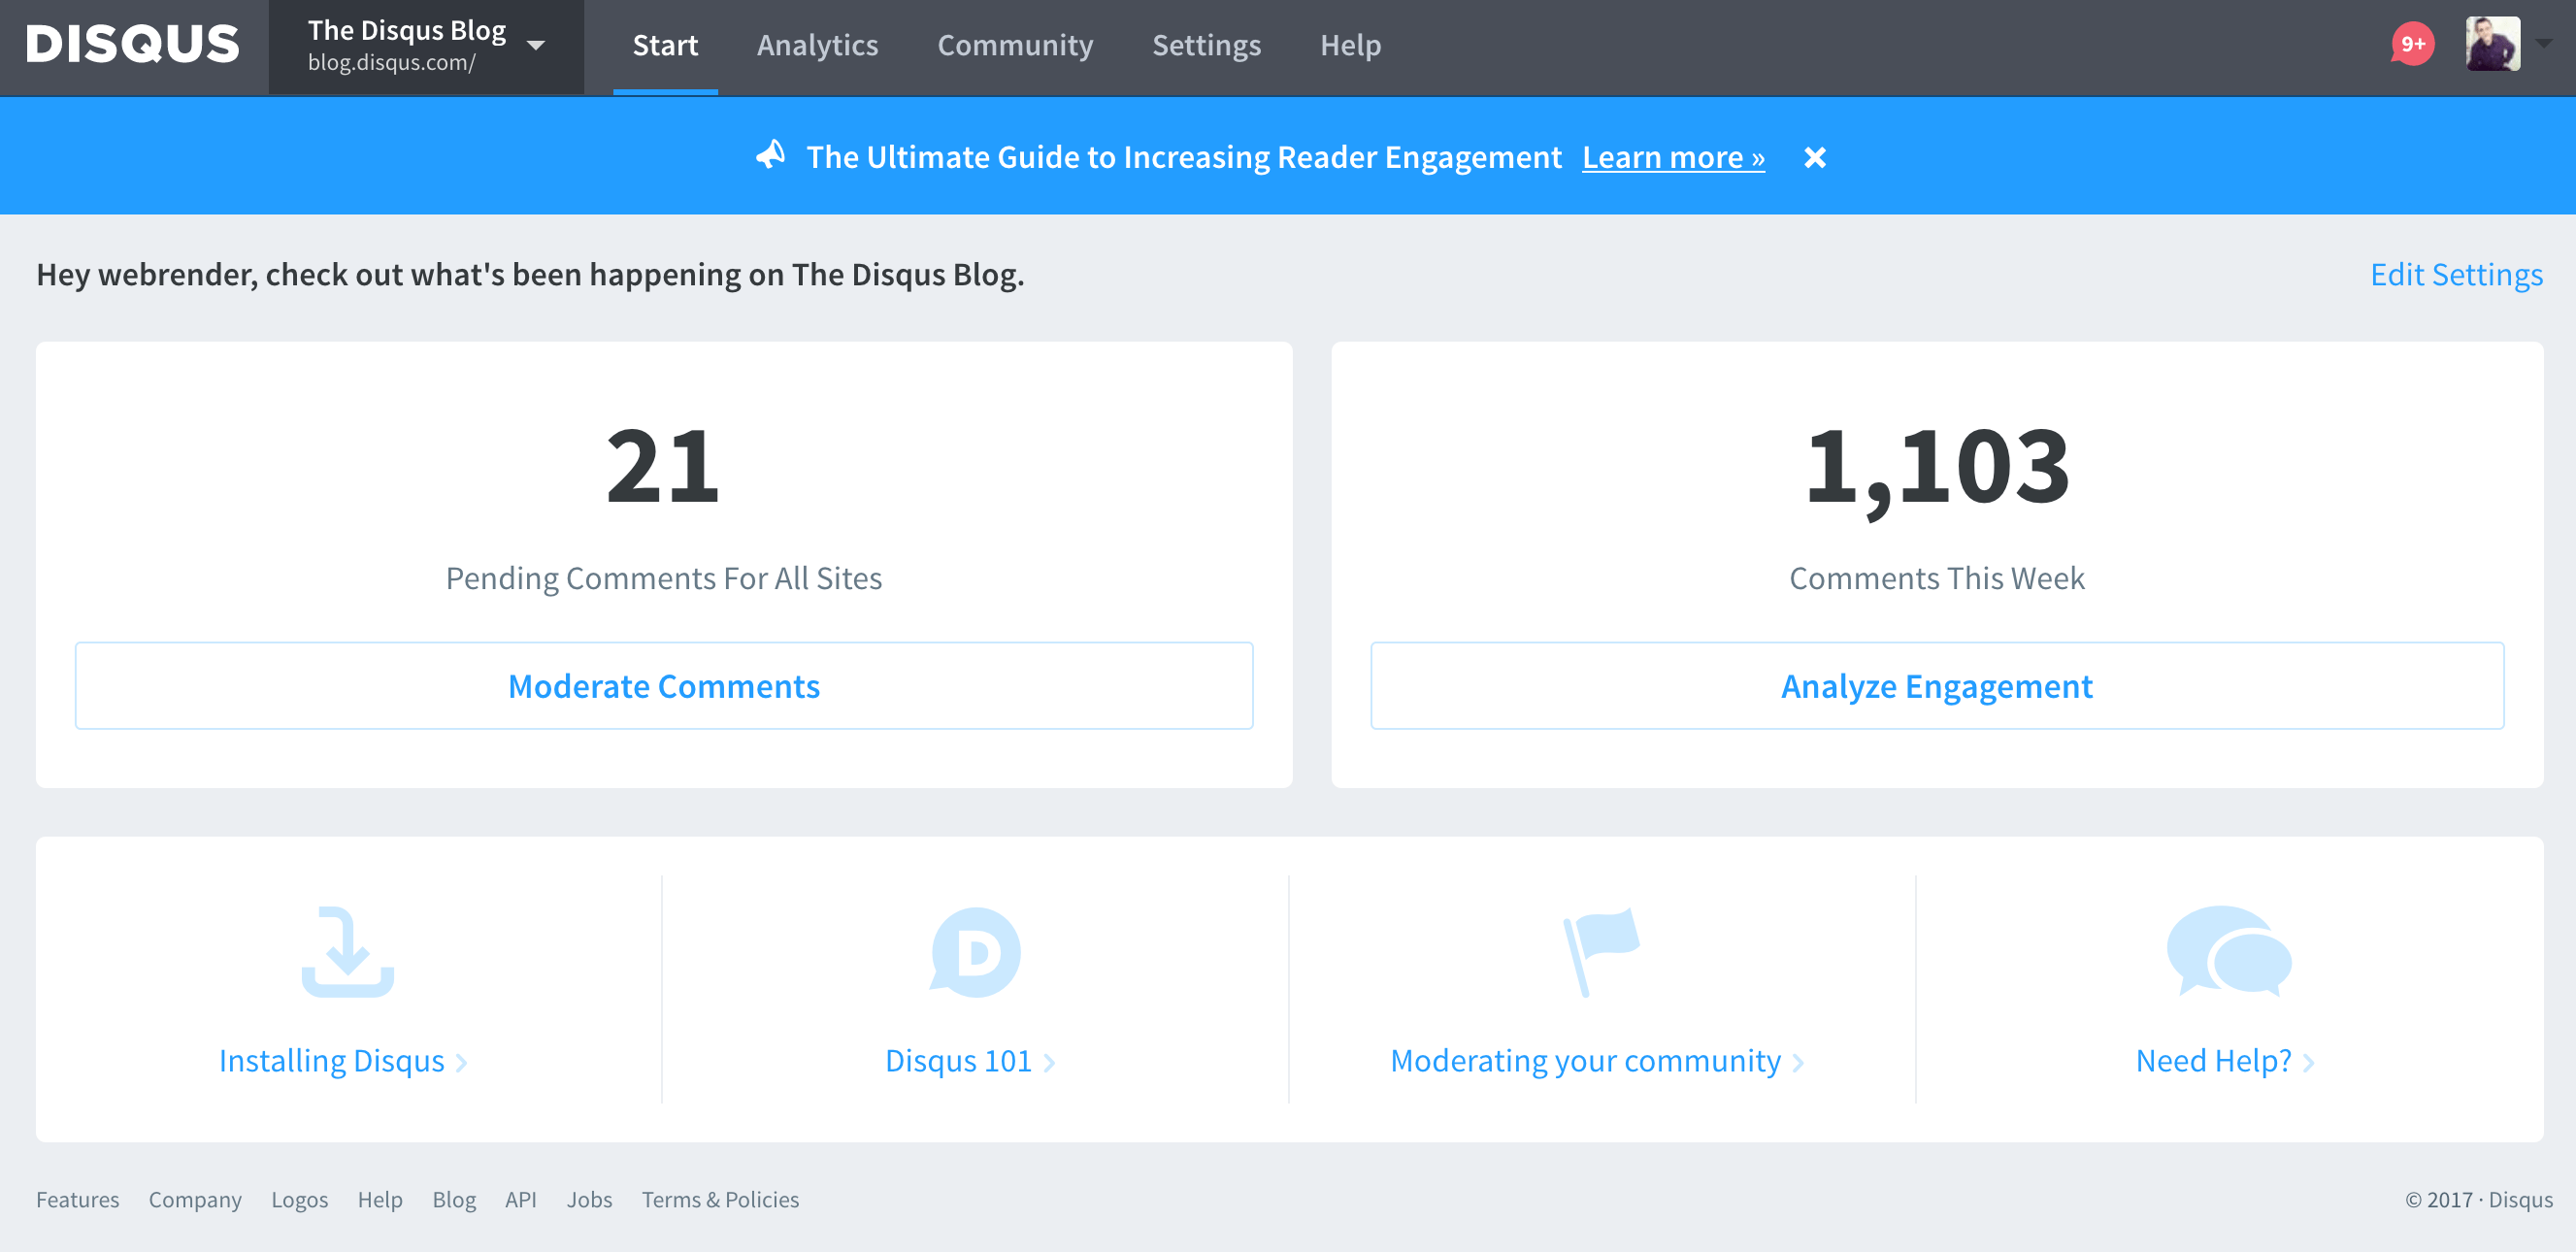 DISQUS
The Disqus Blog
blog.disqus.com/
Start Analytics Community Settings Help
9+
The Ultimate Guide to Increasing Reader Engagement Learn more »
Hey webrender, check out what's been happening on The Disqus Blog.
Edit Settings
21
Pending Comments For All Sites
Moderate Comments
1,103
Comments This Week
Analyze Engagement
D
Installing Disqus
Disqus 101
Moderating your community
Need Help?
Features Company Logos Help Blog API Jobs Terms & Policies
© 2017 · Disqus